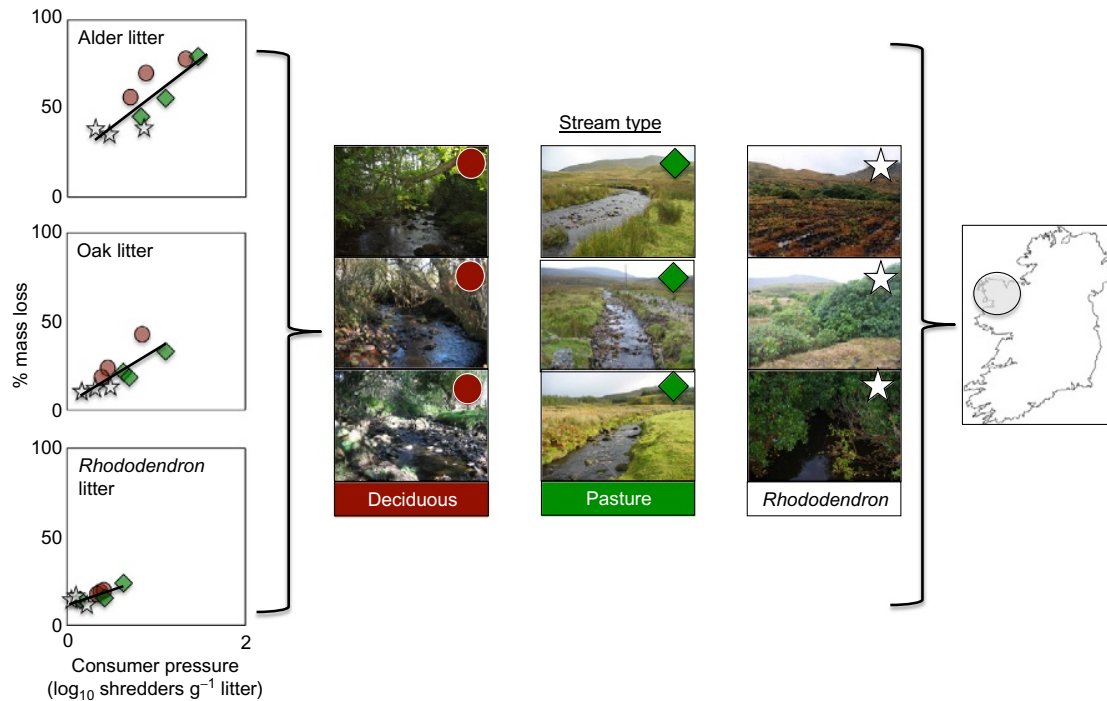 100
Alder litter
50
0
100
Oak litter
50
0
% mass loss
100
Rhododendron
litter
50
0
0
2
Consumer pressure
(log₁₀ shredders g⁻¹ litter)
Stream type
Deciduous
Pasture
Rhododendron